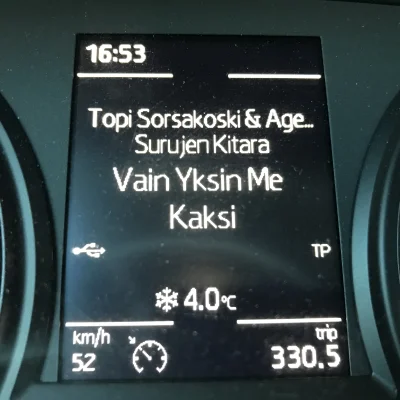 16:53
Topi Sorsakoski & Age...
Surujen Kitara
Vain Yksin Me
Kaksi
TP
4.0°C
km/h
52
trip
330.5